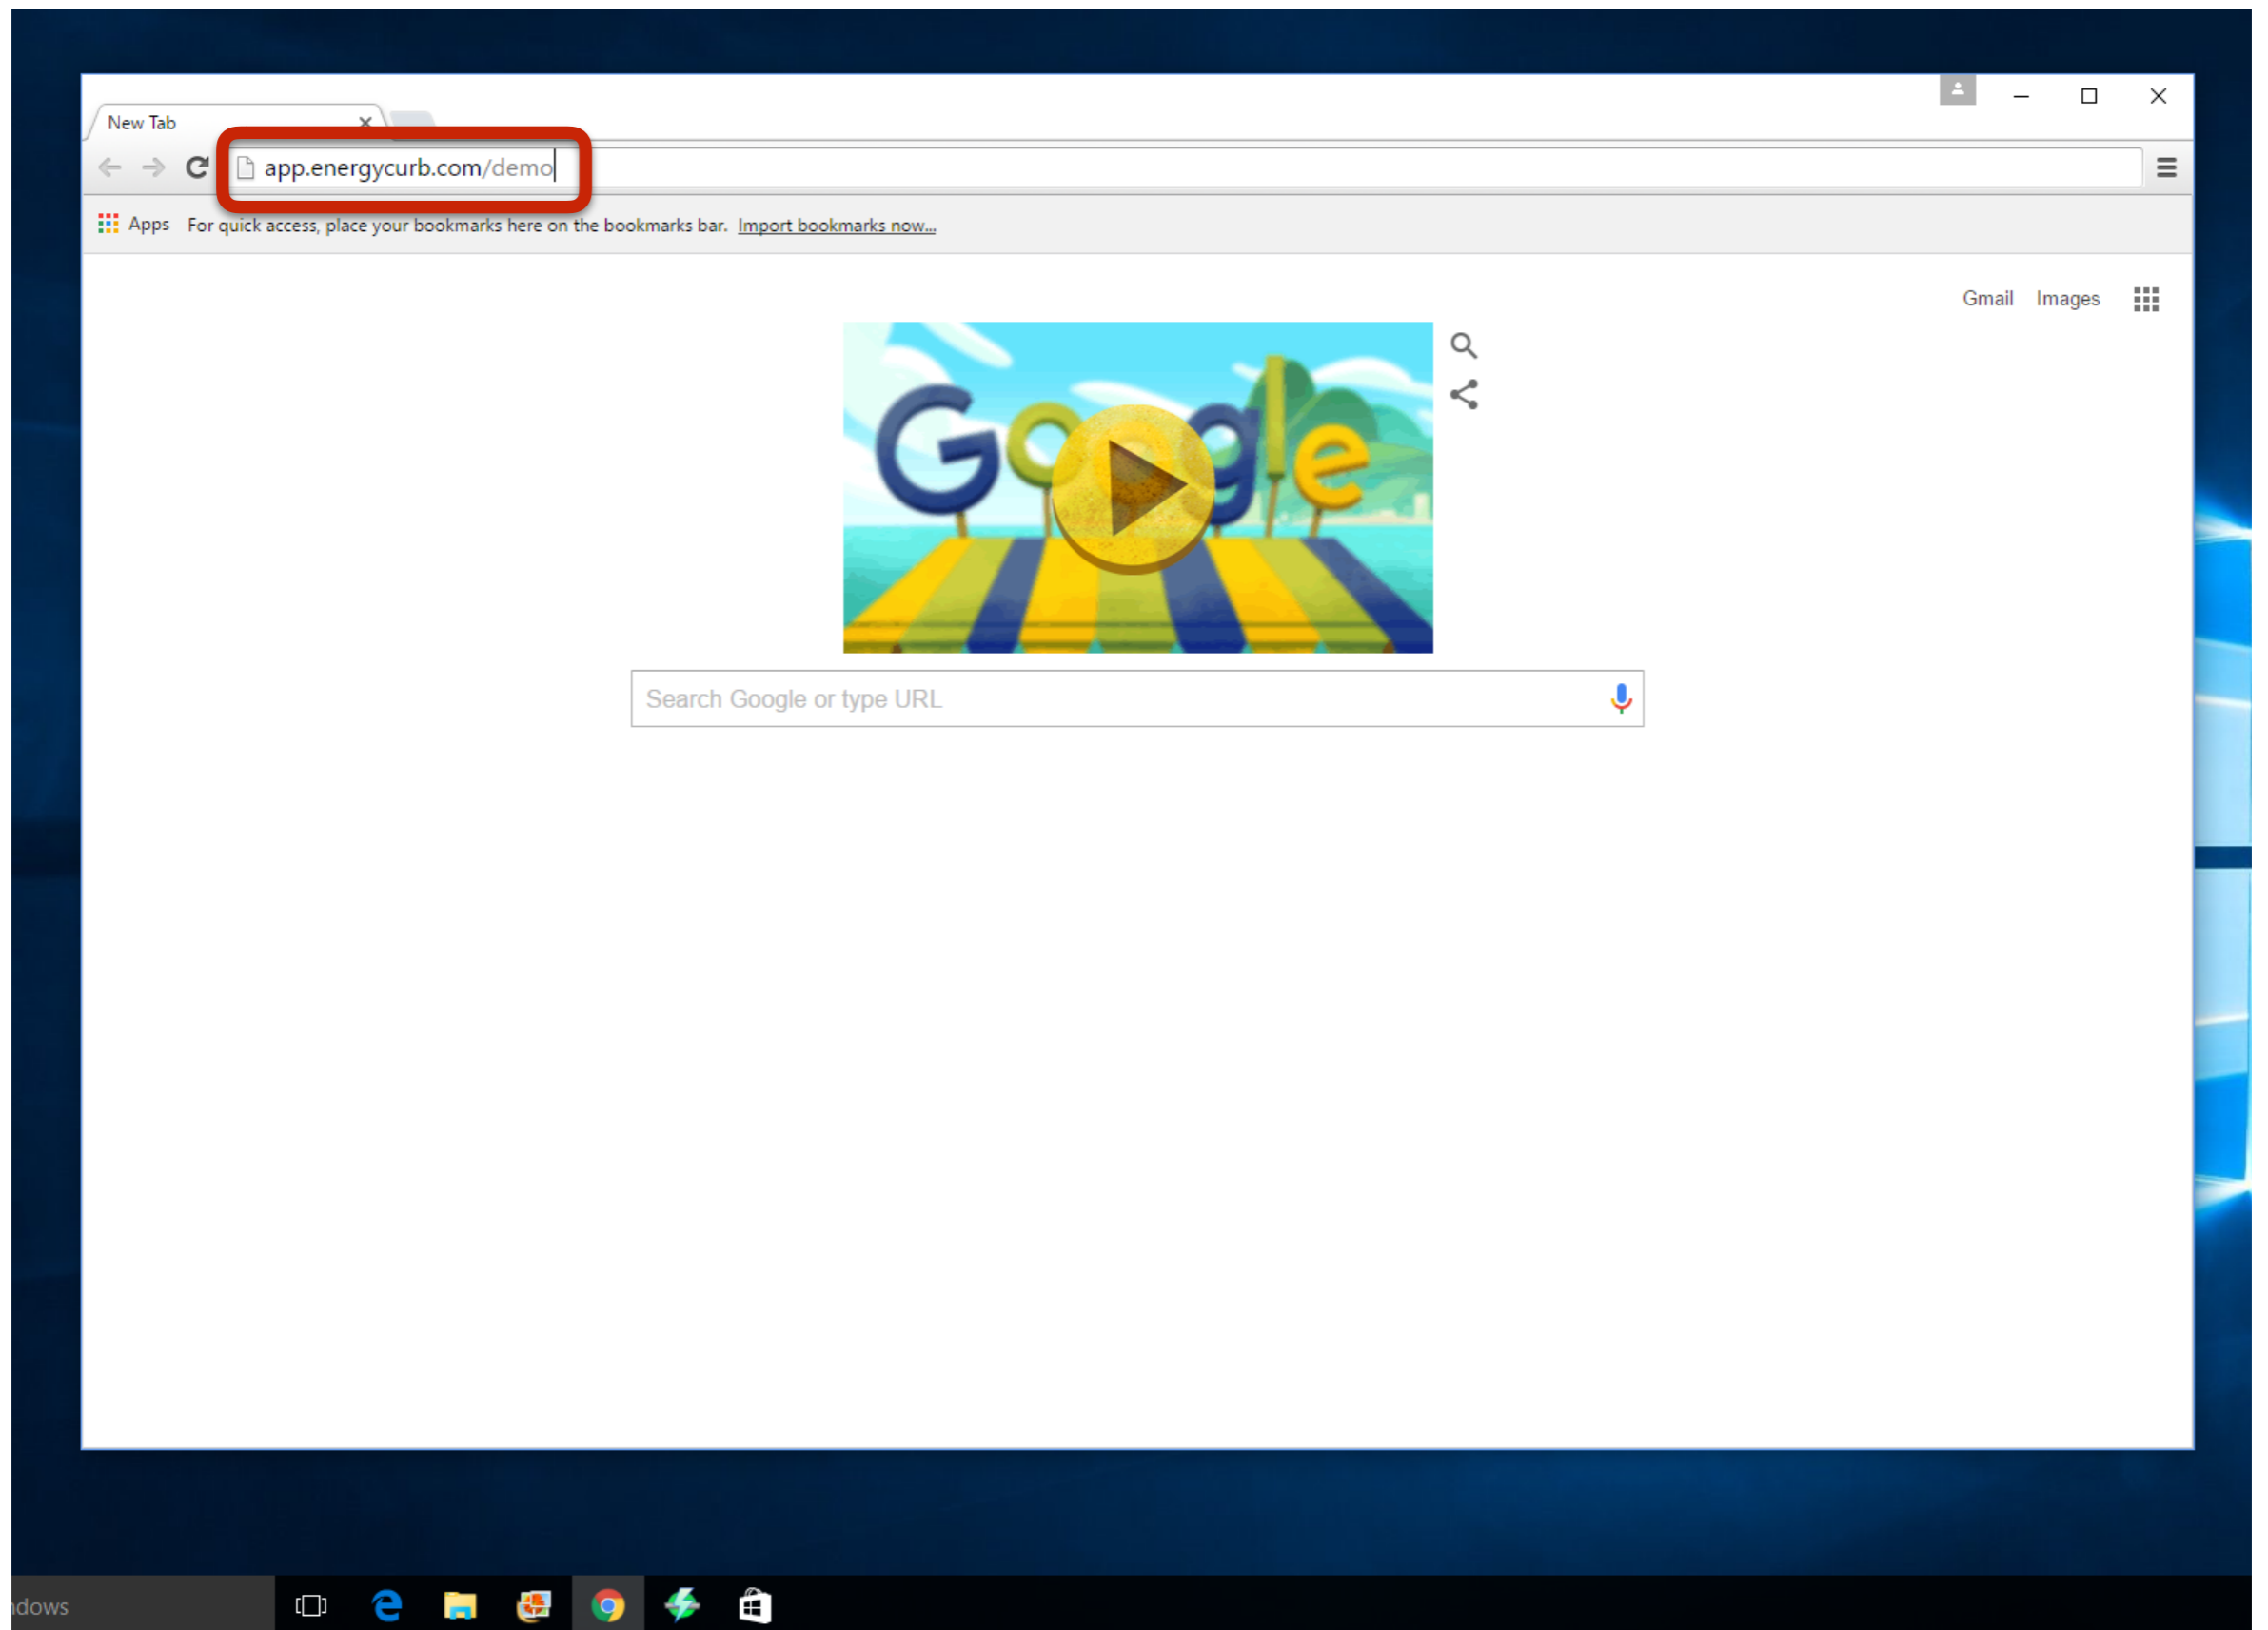 New Tab
app.energycurb.com/demo
Apps For quick access, place your bookmarks here on the bookmarks bar. Import bookmarks now...
Gmail Images
Google
Search Google or type URL
dows